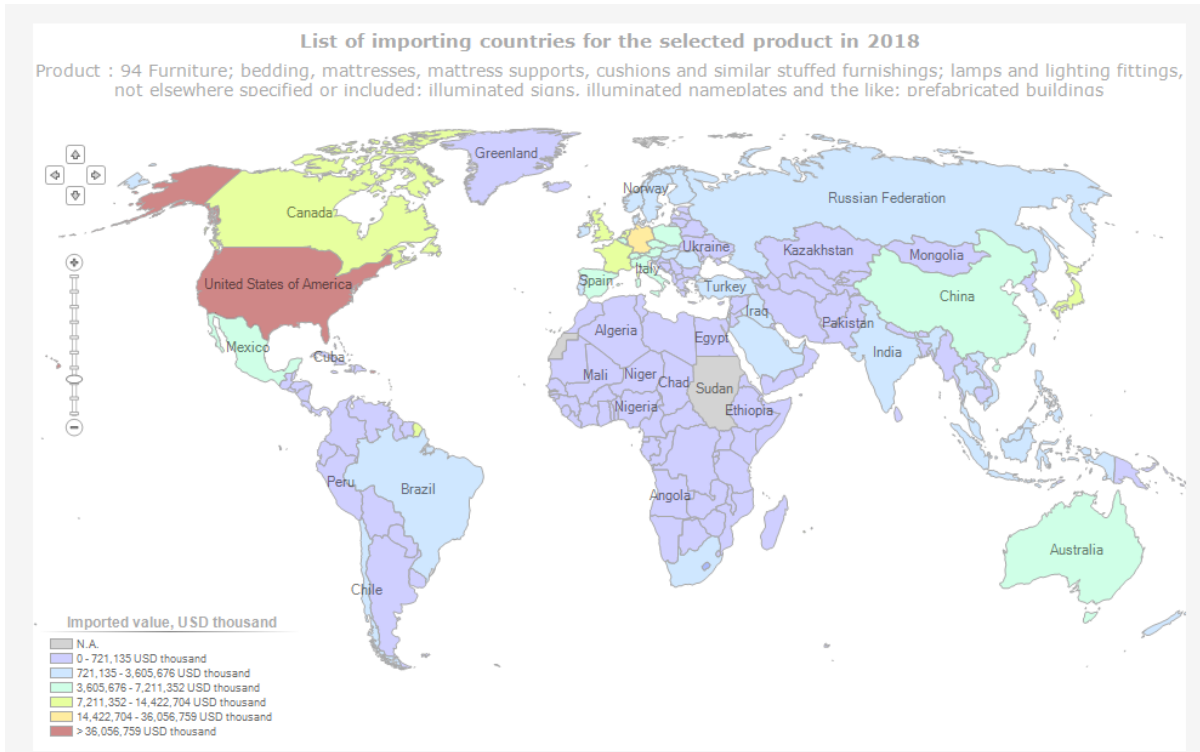 List of importing countries for the selected product in 2018
Product : 94 Furniture; bedding, mattresses, mattress supports, cushions and similar stuffed furnishings; lamps and lighting fittings,
not elsewhere specified or included; illuminated signs, illuminated nameplates and the like; prefabricated buildings
Greenland
Norway
Russian Federation
Canada
Ukraine
Kazakhstan
Mongolia
Italy
Spain
United States of America
Turkey
China
Iraq
Pakistan
Algeria
Egypt
Mexico
Cuba
India
Mali
Niger
Chad
Sudan
Nigeria
Ethiopia
Peru
Brazil
Angola
Australia
Chile
Imported value, USD thousand
N.A.
0 - 721,135 USD thousand
721,135 - 3,605,676 USD thousand
3,605,676 - 7,211,352 USD thousand
7,211,352 - 14,422,704 USD thousand
14,422,704 - 36,056,759 USD thousand
> 36,056,759 USD thousand